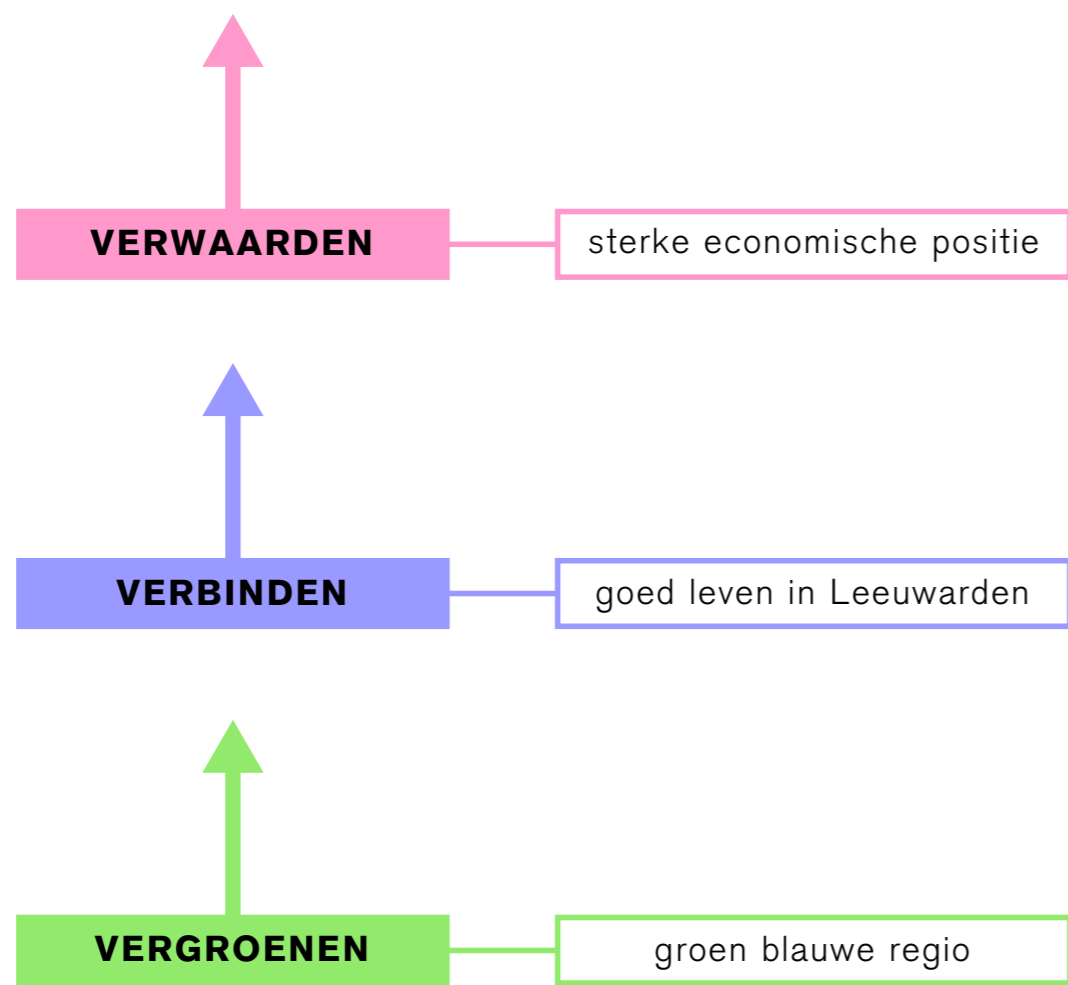 VERWAARDEN
sterke economische positie
VERBINDEN
goed leven in Leeuwarden
VERGROENEN
groen blauwe regio